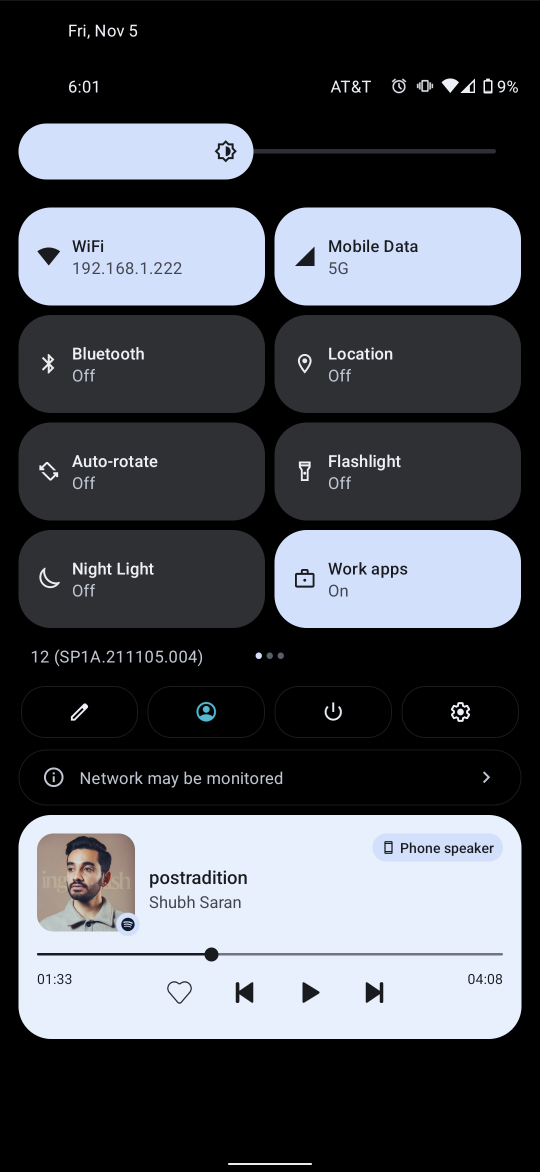 Fri, Nov 5
6:01 AT&T 9%
WiFi
192.168.1.222
Mobile Data
5G
Bluetooth
Off
Location
Off
Auto-rotate
Off
Flashlight
Off
Night Light
Off
Work apps
On
12 (SP1A.211105.004)
Network may be monitored
Phone speaker
postradition
Shubh Saran
01:33
04:08